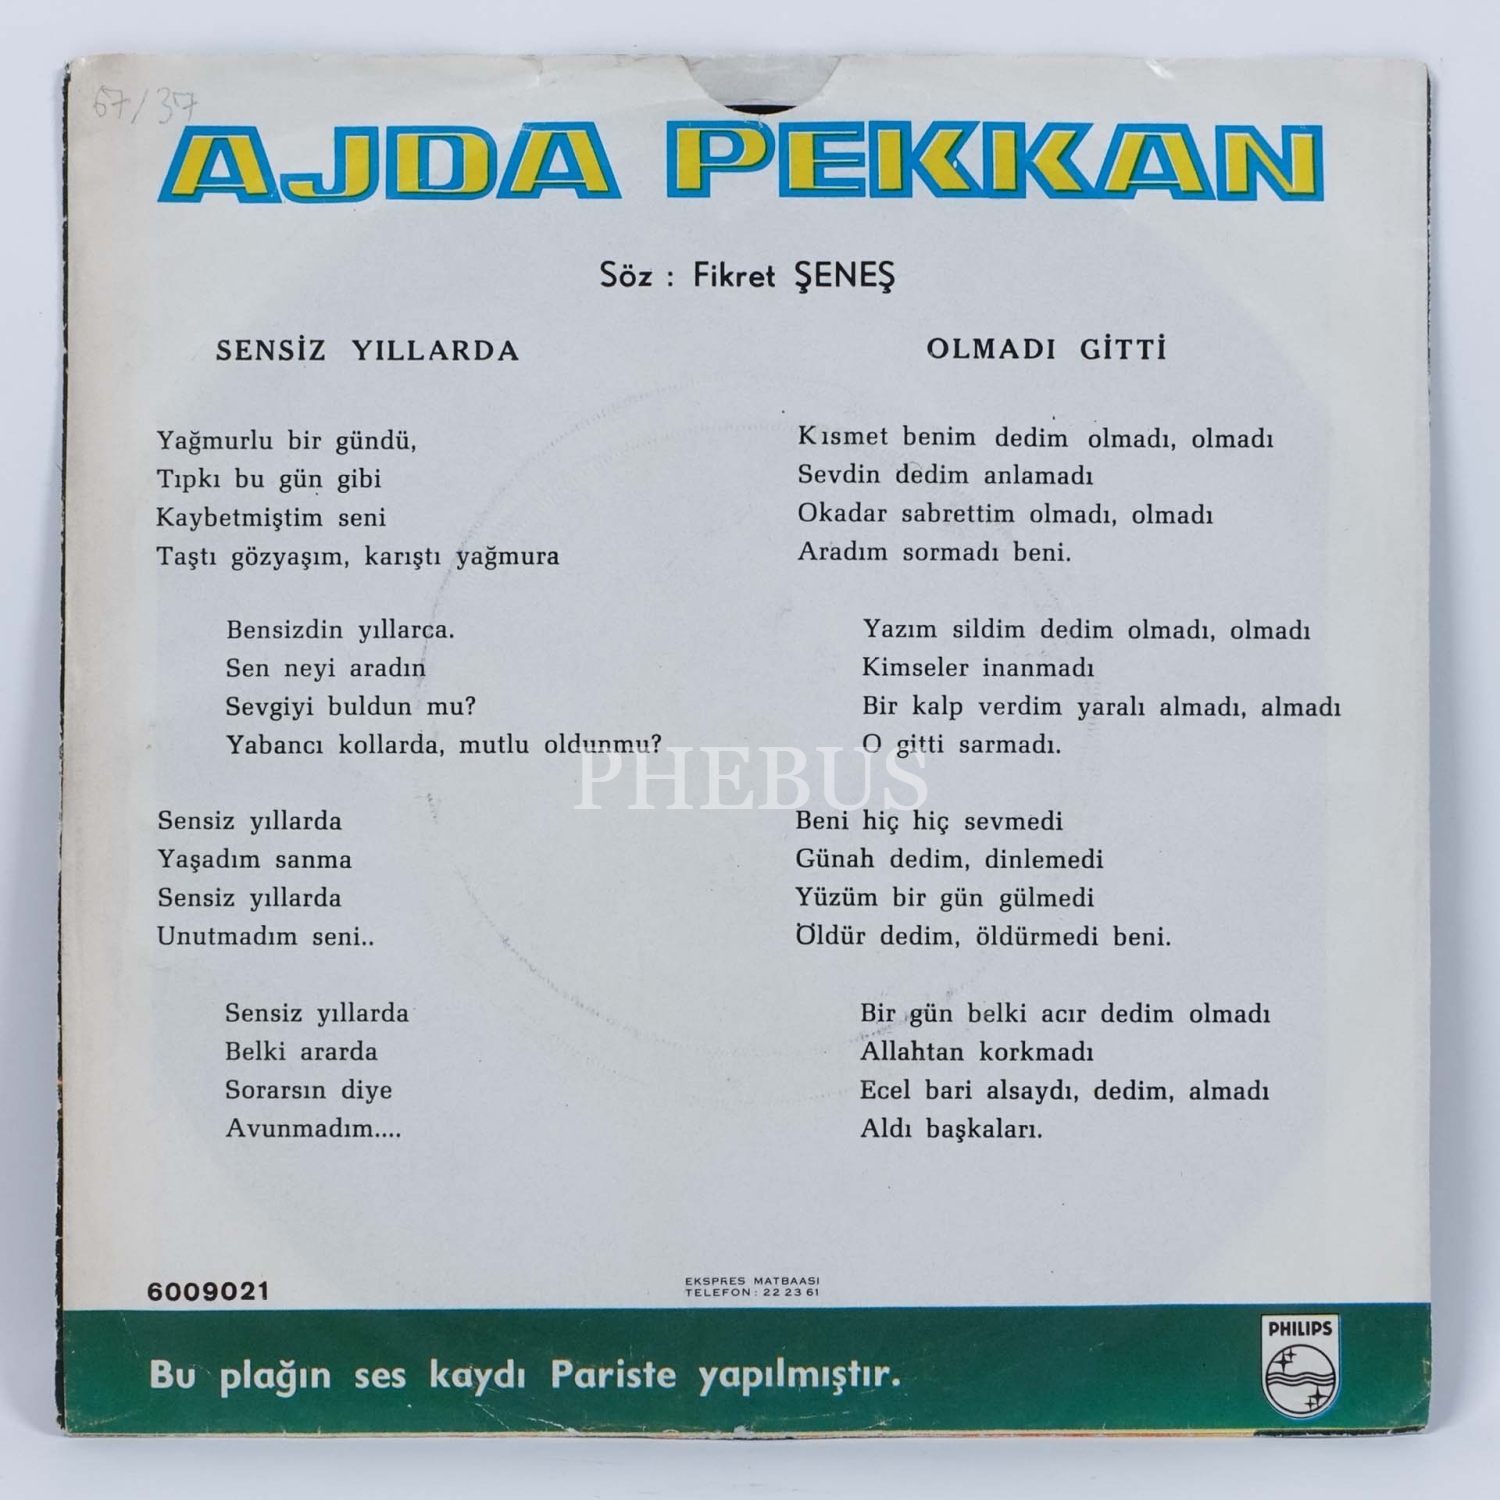 67/37
AJDA PEKKAN
Söz : Fikret ŞENEŞ
SENSİZ YILLARDA
Yağmurlu bir gündü,
Tıpkı bu gün gibi
Kaybetmiştim seni
Taştı gözyaşım, karıştı yağmura
Bensizdin yıllarca.
Sen neyi aradın
Sevgiyi buldun mu?
Yabancı kollarda, mutlu oldunmu?
Sensiz yıllarda
Yaşadım sanma
Sensiz yıllarda
Unutmadım seni..
Sensiz yıllarda
Belki ararda
Sorarsın diye
Avunmadım....
OLMADI GİTTİ
Kısmet benim dedim olmadı, olmadı
Sevdin dedim anlamadı
Okadar sabrettim olmadı, olmadı
Aradım sormadı beni.
Yazım sildim dedim olmadı, olmadı
Kimseler inanmadı
Bir kalp verdim yaralı almadı, almadı
O gitti sarmadı.
Beni hiç hiç sevmedi
Günah dedim, dinlemedi
Yüzüm bir gün gülmedi
Öldür dedim, öldürmedi beni.
Bir gün belki acır dedim olmadı
Allahtan korkmadı
Ecel bari alsaydı, dedim, almadı
Aldı başkaları.
PHEBUS
6009021
EKSPRES MATBAASI
TELEFON : 22 23 61
Bu plağın ses kaydı Pariste yapılmıştır.
PHILIPS